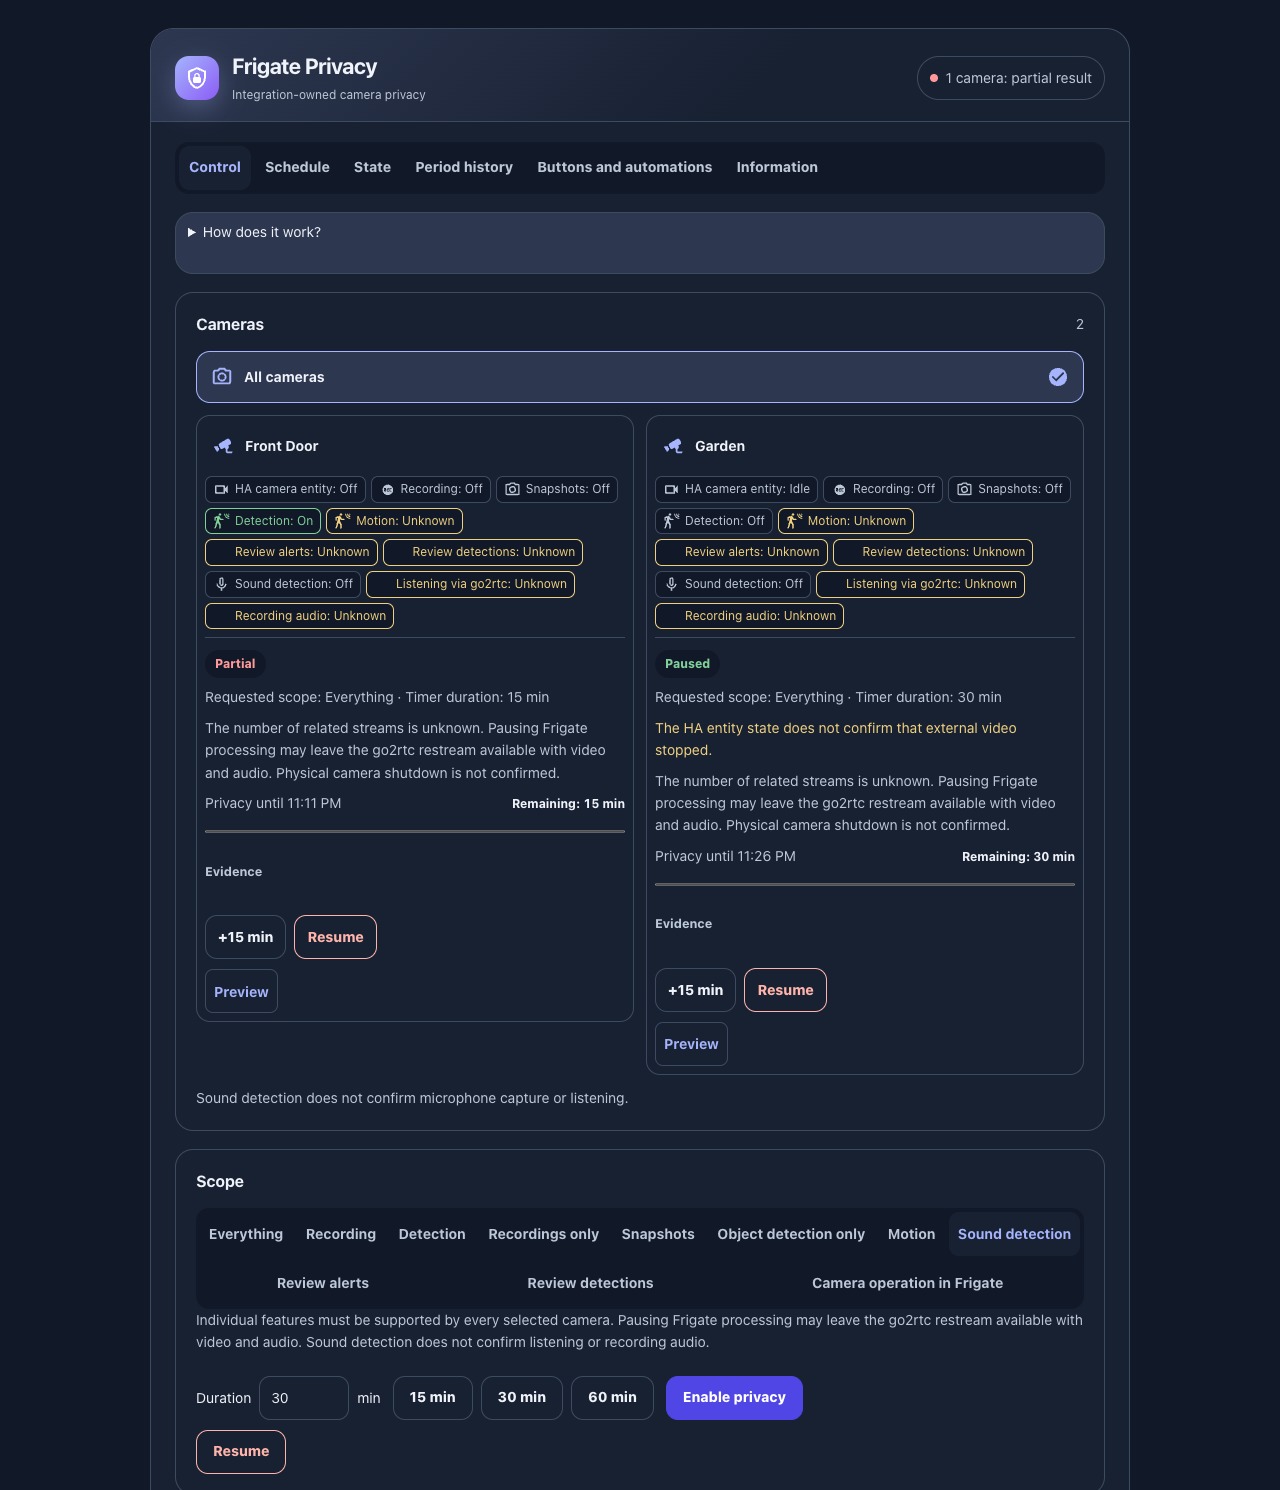 Frigate Privacy
Integration-owned camera privacy
1 camera: partial result
Control Schedule State Period history Buttons and automations Information
How does it work?
Cameras 2
All cameras
Front Door
HA camera entity: Off Recording: Off Snapshots: Off
Detection: On Motion: Unknown
Review alerts: Unknown Review detections: Unknown
Sound detection: Off Listening via go2rtc: Unknown
Recording audio: Unknown
Partial
Requested scope: Everything · Timer duration: 15 min
The number of related streams is unknown. Pausing Frigate
processing may leave the go2rtc restream available with video
and audio. Physical camera shutdown is not confirmed.
Privacy until 11:11 PM Remaining: 15 min
Evidence
+15 min Resume
Preview
Garden
HA camera entity: Idle Recording: Off Snapshots: Off
Detection: Off Motion: Unknown
Review alerts: Unknown Review detections: Unknown
Sound detection: Off Listening via go2rtc: Unknown
Recording audio: Unknown
Paused
Requested scope: Everything · Timer duration: 30 min
The HA entity state does not confirm that external video
stopped.
The number of related streams is unknown. Pausing Frigate
processing may leave the go2rtc restream available with video
and audio. Physical camera shutdown is not confirmed.
Privacy until 11:26 PM Remaining: 30 min
Evidence
+15 min Resume
Preview
Sound detection does not confirm microphone capture or listening.
Scope
Everything Recording Detection Recordings only Snapshots Object detection only Motion Sound detection
Review alerts Review detections Camera operation in Frigate
Individual features must be supported by every selected camera. Pausing Frigate processing may leave the go2rtc restream available with
video and audio. Sound detection does not confirm listening or recording audio.
Duration 30 min 15 min 30 min 60 min Enable privacy
Resume